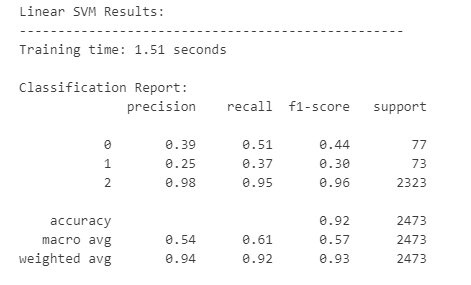 Linear SVM Results:
--------------------------------------------------
Training time: 1.51 seconds
Classification Report:
precision recall f1-score support
0 0.39 0.51 0.44 77
1 0.25 0.37 0.30 73
2 0.98 0.95 0.96 2323
accuracy 0.92 2473
macro avg 0.54 0.61 0.57 2473
weighted avg 0.94 0.92 0.93 2473